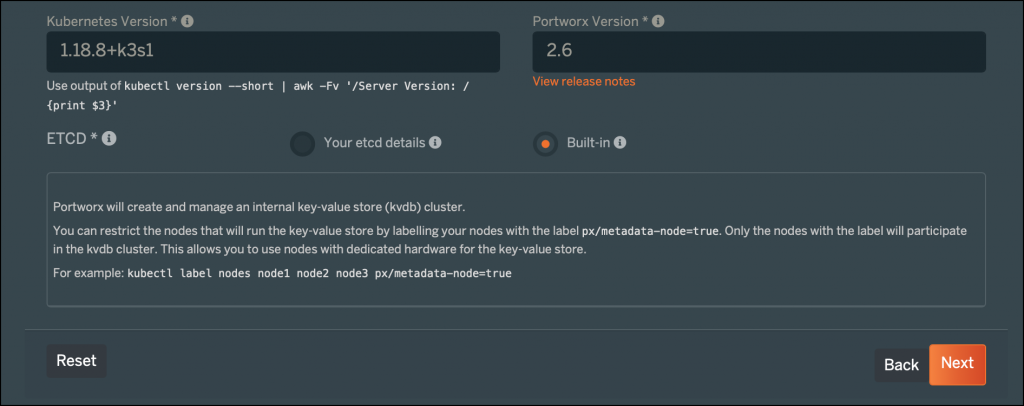 Kubernetes Version *
Portworx Version *
1.18.8+k3s1
2.6
Use output of kubectl version --short | awk -Fv '/Server Version: /
{print $3}'
View release notes
ETCD *
Your etcd details
Built-in
Portworx will create and manage an internal key-value store (kvdb) cluster.
You can restrict the nodes that will run the key-value store by labelling your nodes with the label px/metadata-node=true. Only the nodes with the label will participate
in the kvdb cluster. This allows you to use nodes with dedicated hardware for the key-value store.
For example: kubectl label nodes node1 node2 node3 px/metadata-node=true
Reset
Back
Next